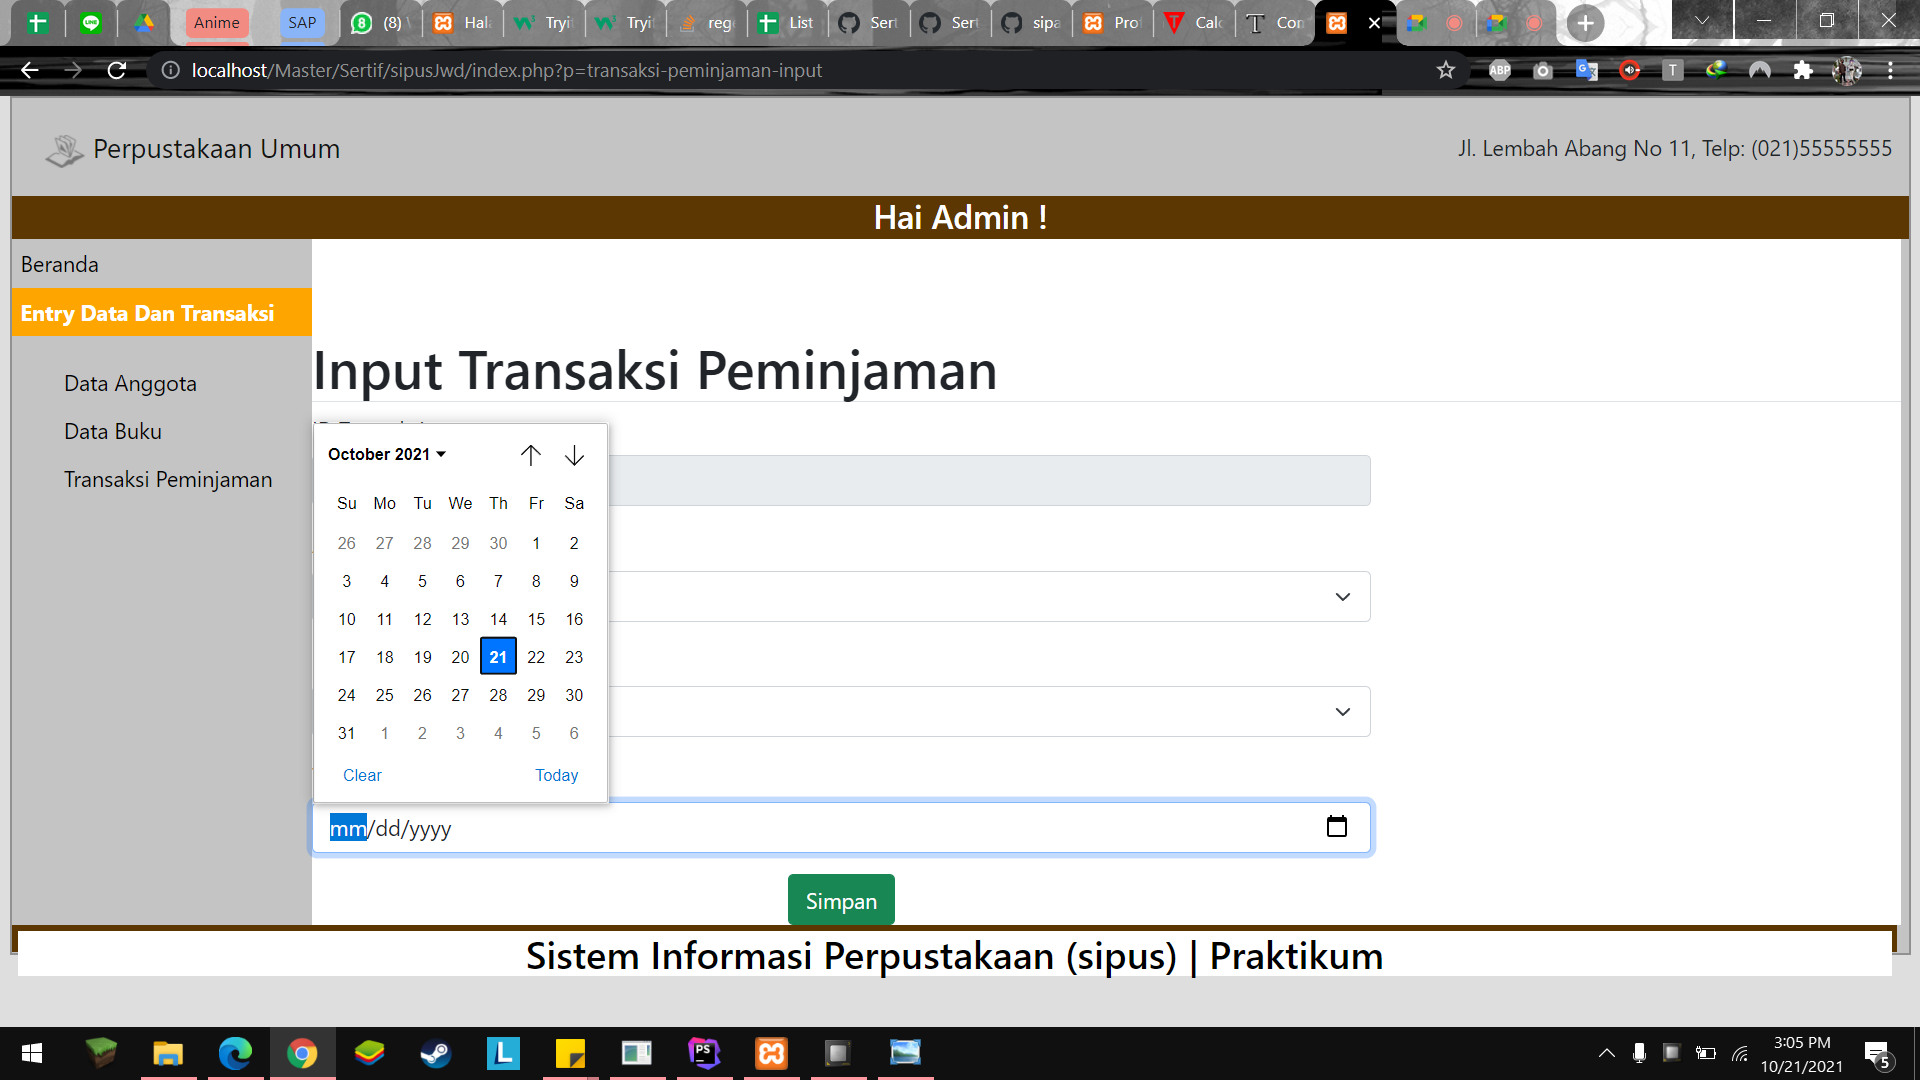 Anime
SAP
(8)
Hal
Tryi
Tryi
reg
List
Sert
Sert
sipa
Pro
Calc
Con
localhost/Master/Sertif/sipusJwd/index.php?p=transaksi-peminjaman-input
ABP
T
Perpustakaan Umum
Jl. Lembah Abang No 11, Telp: (021)55555555
Hai Admin !
Beranda
Entry Data Dan Transaksi
Data Anggota
Data Buku
Transaksi Peminjaman
Input Transaksi Peminjaman
October 2021
Su Mo Tu We Th Fr Sa
26 27 28 29 30 1 2
3 4 5 6 7 8 9
10 11 12 13 14 15 16
17 18 19 20 21 22 23
24 25 26 27 28 29 30
31 1 2 3 4 5 6
Clear Today
mm/dd/yyyy
Simpan
Sistem Informasi Perpustakaan (sipus) | Praktikum
L
PS
3:05 PM
10/21/2021
5